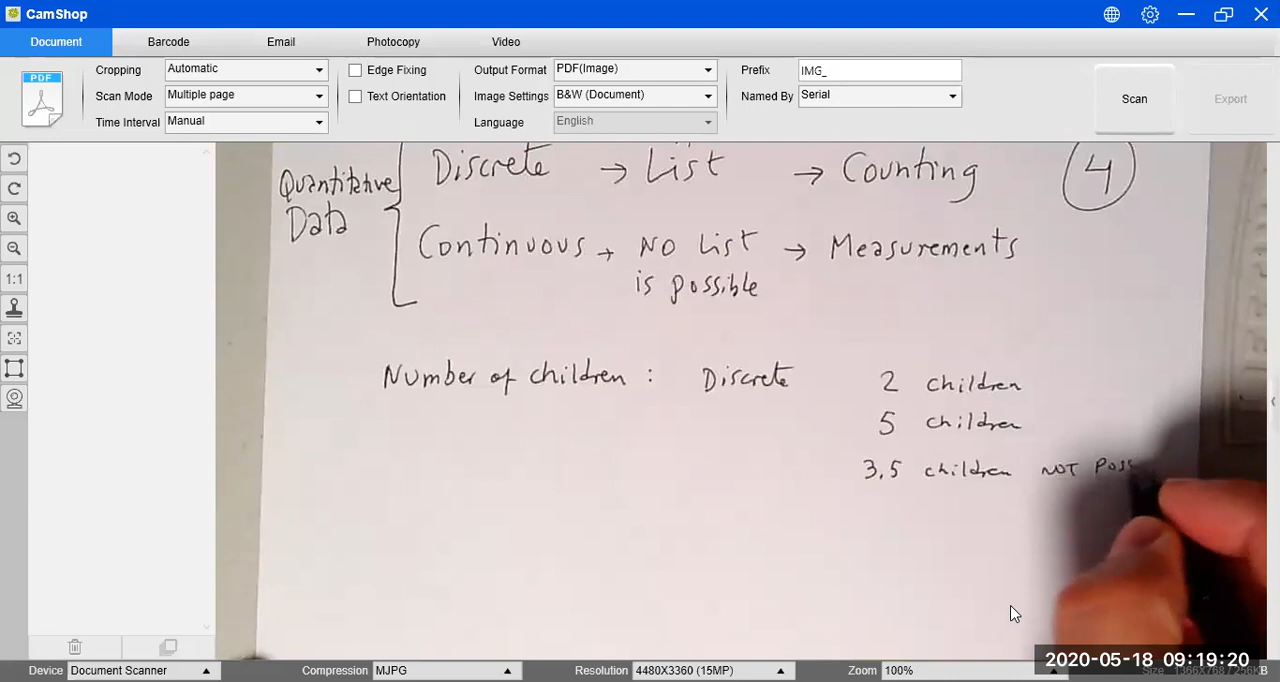 CamShop
Document Barcode Email Photocopy Video
PDF
Cropping Automatic Edge Fixing Output Format PDF(Image) Prefix IMG_
Scan Mode Multiple page Text Orientation Image Settings B&W (Document) Named By Serial Scan Export
Time Interval Manual Language English
1:1
Quantitative Data
Discrete → List → Counting 4
Continuous → NO List → Measurements
is possible
Number of children : Discrete 2 children
5 children
3,5 children NOT Poss
2020-05-18 09:19:20
Device Document Scanner Compression MJPG Resolution 4480X3360 (15MP) Zoom 100%